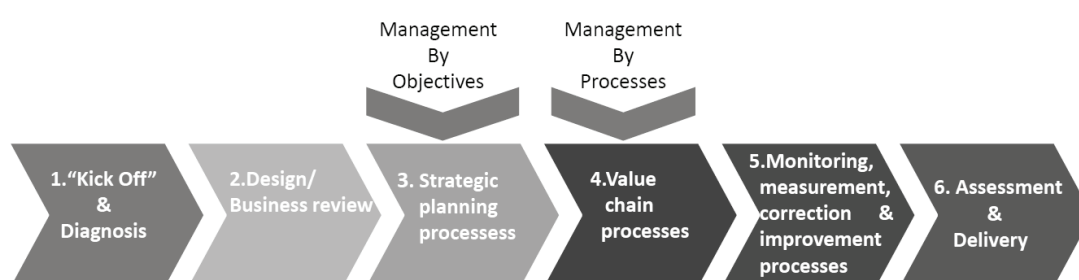 Management
By
Objectives
Management
By
Processes
1.“Kick Off”
&
Diagnosis
2.Design/
Business review
3. Strategic
planning
processess
4.Value
chain
processes
5.Monitoring,
measurement,
correction &
improvement
processes
6. Assessment
&
Delivery